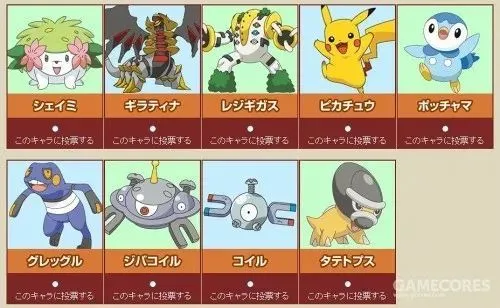 シェイミ
ギラティナ
レジギガス
ピカチュウ
ポッチャマ
このキャラに投票する
このキャラに投票する
このキャラに投票する
このキャラに投票する
このキャラに投票する
グレッグル
ジバコイル
コイル
タテトプス
このキャラに投票する
このキャラに投票する
このキャラに投票する
このキャラに投票する
GAMECORES